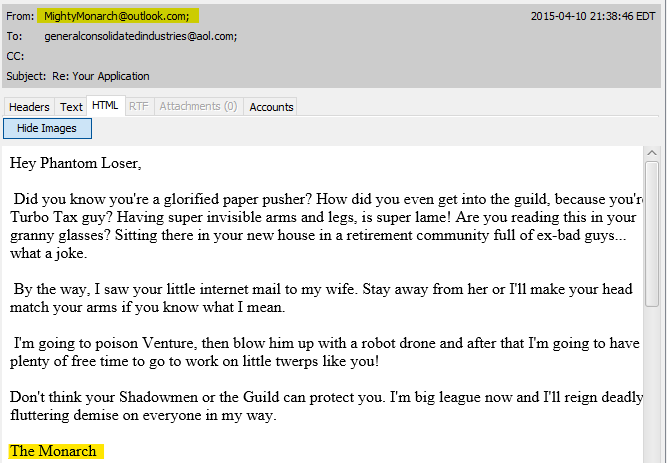 From: MightyMonarch@outlook.com; 2015-04-10 21:38:46 EDT
To: generalconsolidatedindustries@aol.com;
CC:
Subject: Re: Your Application
Headers Text HTML RTF Attachments (0) Accounts
Hide Images
Hey Phantom Loser,
Did you know you're a glorified paper pusher? How did you even get into the guild, because you're
Turbo Tax guy? Having super invisible arms and legs, is super lame! Are you reading this in your
granny glasses? Sitting there in your new house in a retirement community full of ex-bad guys...
what a joke.
By the way, I saw your little internet mail to my wife. Stay away from her or I'll make your head
match your arms if you know what I mean.
I'm going to poison Venture, then blow him up with a robot drone and after that I'm going to have
plenty of free time to go to work on little twerps like you!
Don't think your Shadowmen or the Guild can protect you. I'm big league now and I'll reign deadly
fluttering demise on everyone in my way.
The Monarch